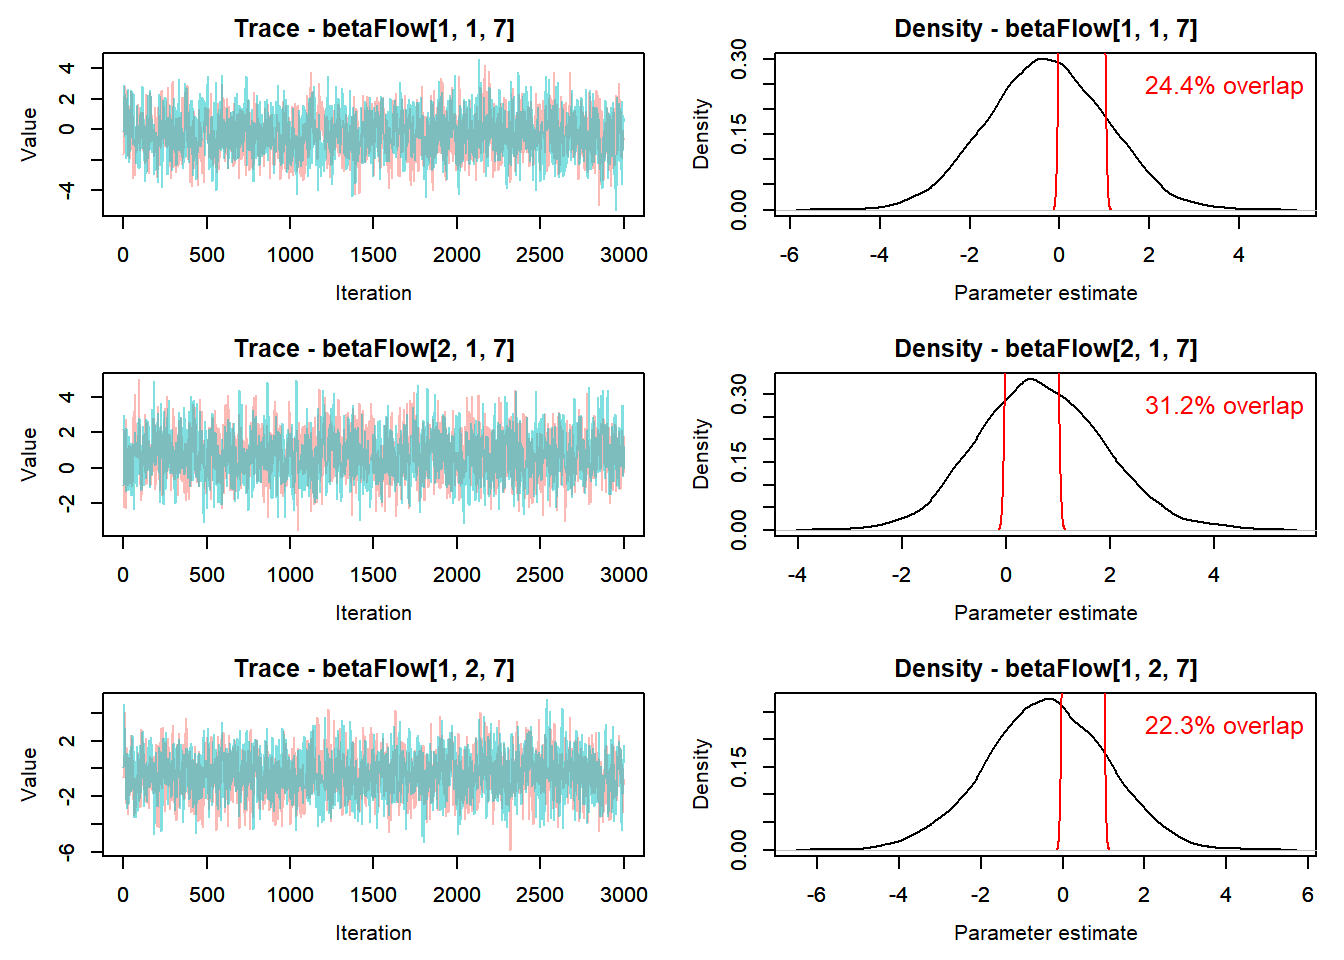 Trace - betaFlow[1, 1, 7]
Value
4
2
0
-4
0 500 1000 1500 2000 2500 3000
Iteration
Density - betaFlow[1, 1, 7]
24.4% overlap
Density
0.30
0.15
0.00
-6 -4 -2 0 2 4
Parameter estimate
Trace - betaFlow[2, 1, 7]
Value
4
2
0
-2
0 500 1000 1500 2000 2500 3000
Iteration
Density - betaFlow[2, 1, 7]
31.2% overlap
Density
0.30
0.15
0.00
-4 -2 0 2 4
Parameter estimate
Trace - betaFlow[1, 2, 7]
Value
2
-2
-6
0 500 1000 1500 2000 2500 3000
Iteration
Density - betaFlow[1, 2, 7]
22.3% overlap
Density
0.15
0.00
-6 -4 -2 0 2 4 6
Parameter estimate